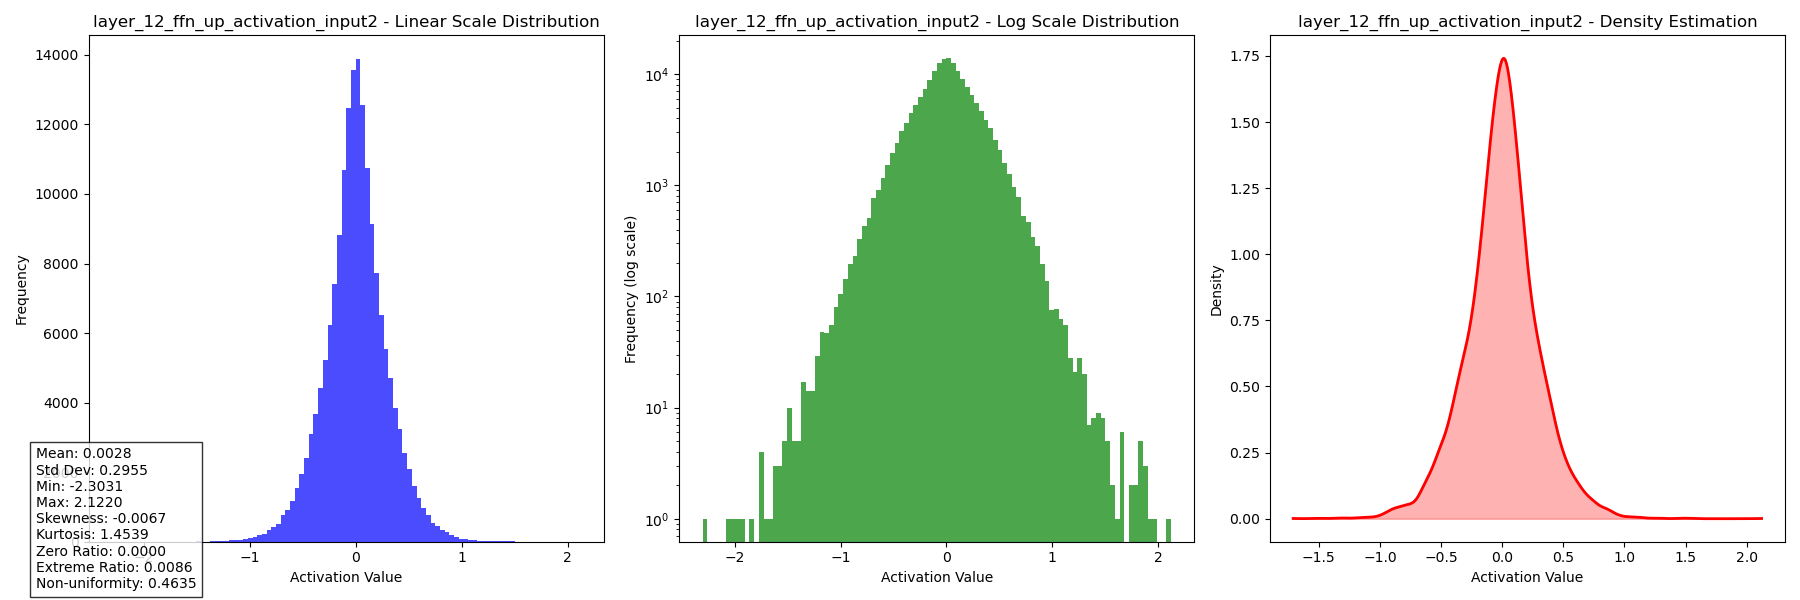 layer_12_ffn_up_activation_input2 - Linear Scale Distribution
14000
12000
10000
8000
6000
4000
2000
0
Frequency
−1
0
1
2
Activation Value
Mean: 0.0028
Std Dev: 0.2955
Min: -2.3031
Max: 2.1220
Skewness: -0.0067
Kurtosis: 1.4539
Zero Ratio: 0.0000
Extreme Ratio: 0.0086
Non-uniformity: 0.4635
layer_12_ffn_up_activation_input2 - Log Scale Distribution
10⁴
10³
10²
10¹
10⁰
Frequency (log scale)
−2
−1
0
1
2
Activation Value
layer_12_ffn_up_activation_input2 - Density Estimation
1.75
1.50
1.25
1.00
0.75
0.50
0.25
0.00
Density
−1.5
−1.0
−0.5
0.0
0.5
1.0
1.5
2.0
Activation Value